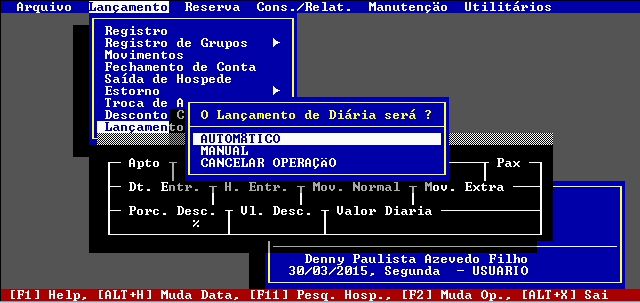 Arquivo Lançamento Reserva Cons./Relat. Manutenção Utilitários
Registro
Registro de Grupos
Movimentos
Fechamento de Conta
Saída de Hospede
Estorno
Troca de A
Desconto C
Lançamento
O Lançamento de Diária será ?
AUTOMÁTICO
MANUAL
CANCELAR OPERAÇÃO
Apto Pax
Dt. Entr. H. Entr. Mov. Normal Mov. Extra
Porc. Desc. Vl. Desc. Valor Diaria
%
Denny Paulista Azevedo Filho
30/03/2015, Segunda - USUARIO
[F1] Help, [ALT+H] Muda Data, [F11] Pesq. Hosp., [F2] Muda Op., [ALT+X] Sai